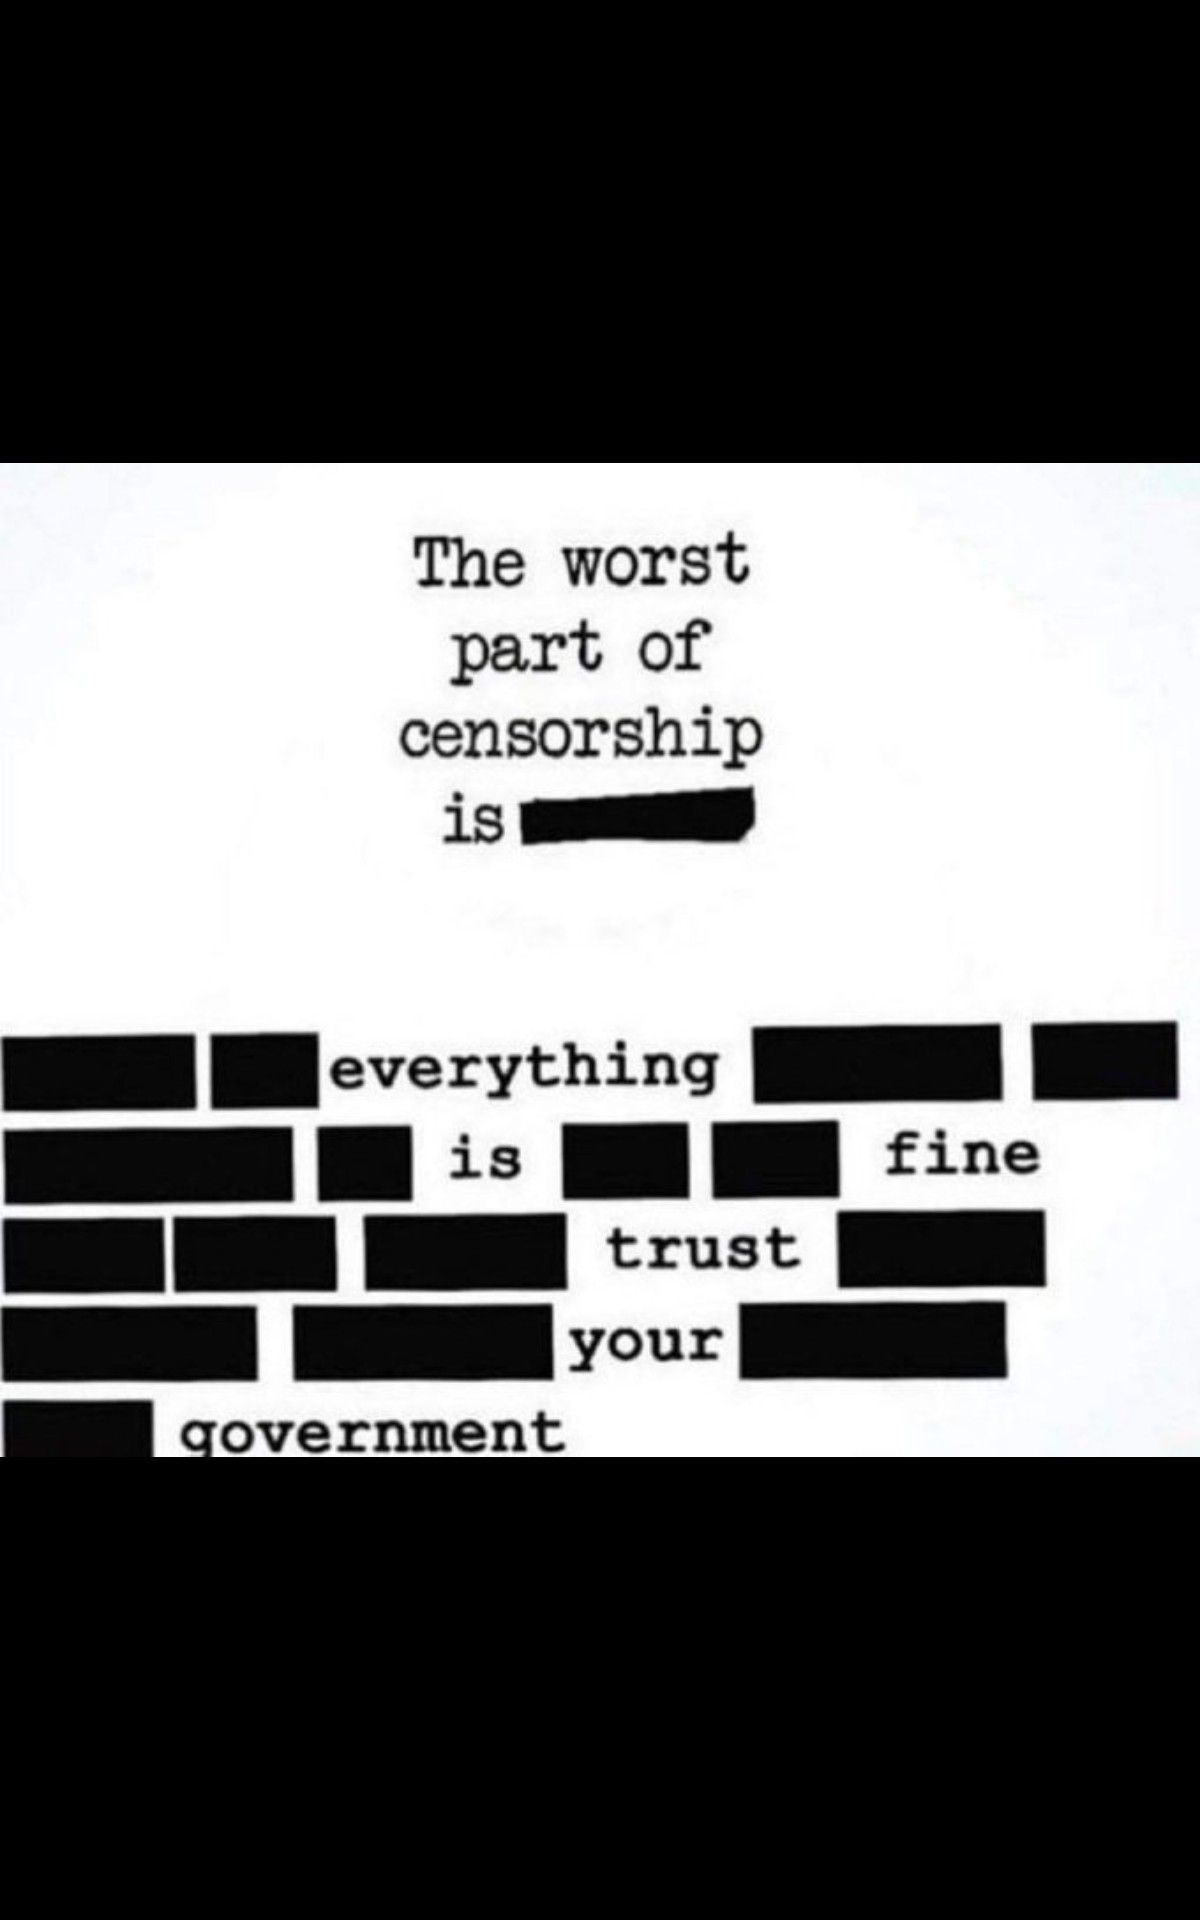 The worst
part of
censorship
is
everything
is fine
trust
your
government